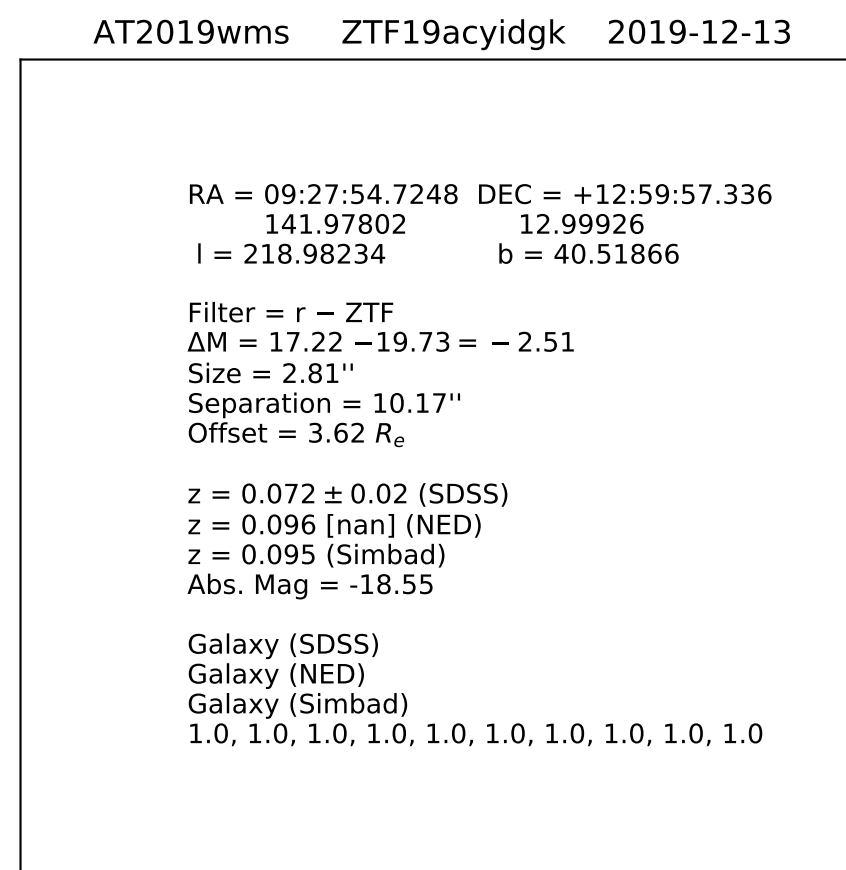 AT2019wms ZTF19acyidgk 2019-12-13
RA = 09:27:54.7248 DEC = +12:59:57.336
141.97802 12.99926
l = 218.98234 b = 40.51866
Filter = r − ZTF
ΔM = 17.22 −19.73 = − 2.51
Size = 2.81''
Separation = 10.17''
Offset = 3.62 Rₑ
z = 0.072 ± 0.02 (SDSS)
z = 0.096 [nan] (NED)
z = 0.095 (Simbad)
Abs. Mag = -18.55
Galaxy (SDSS)
Galaxy (NED)
Galaxy (Simbad)
1.0, 1.0, 1.0, 1.0, 1.0, 1.0, 1.0, 1.0, 1.0, 1.0